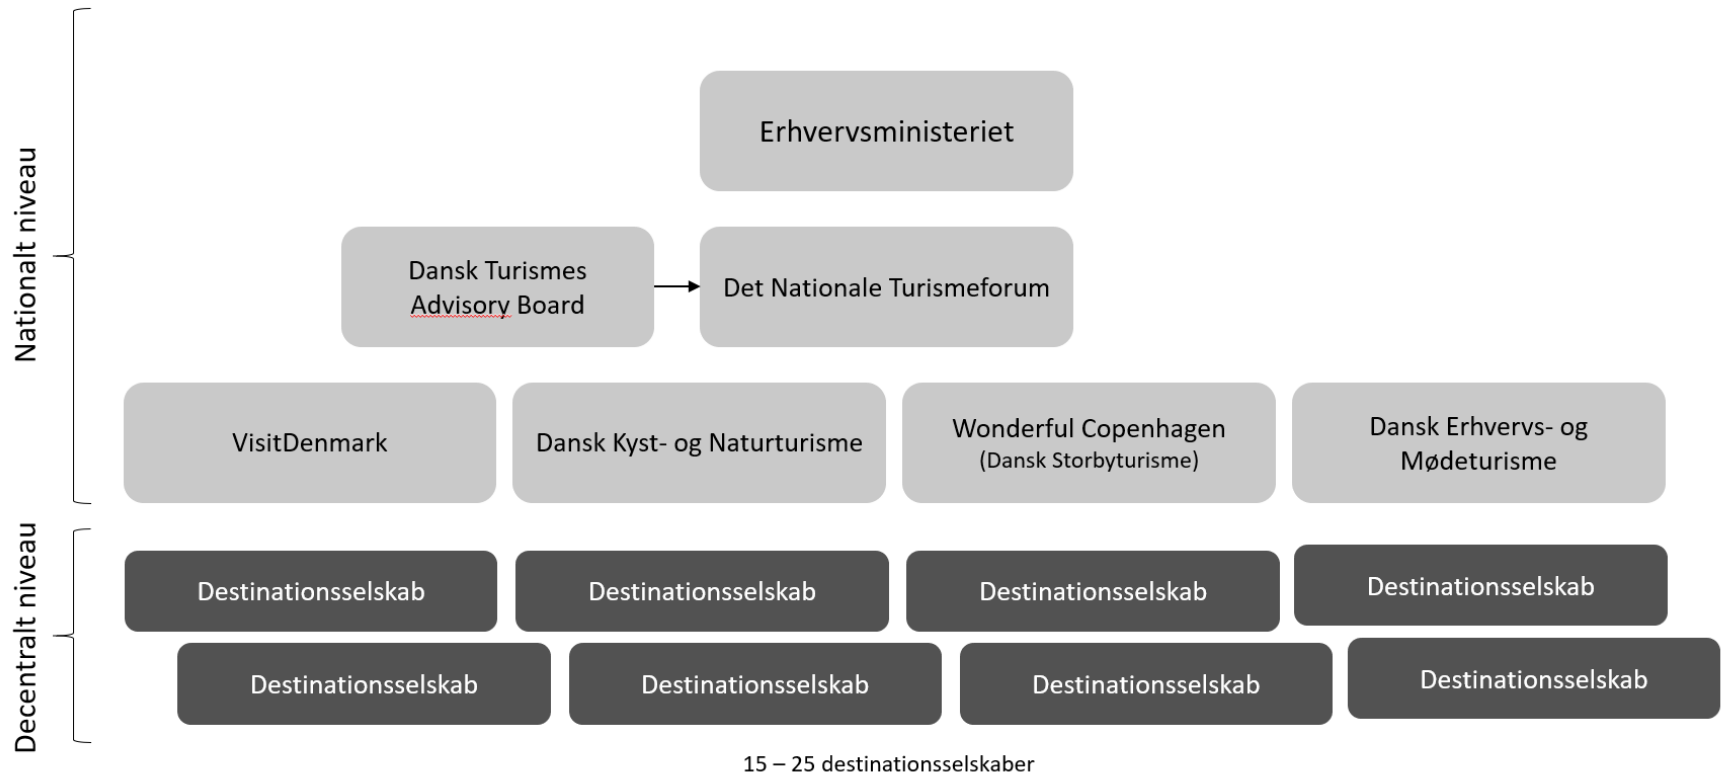 Nationalt niveau
Erhvervsministeriet
Dansk Turismes
Advisory Board
Det Nationale Turismeforum
VisitDenmark
Dansk Kyst- og Naturturisme
Wonderful Copenhagen
(Dansk Storbyturisme)
Dansk Erhvervs- og
Mødeturisme
Decentralt niveau
Destinationsselskab
Destinationsselskab
Destinationsselskab
Destinationsselskab
Destinationsselskab
Destinationsselskab
Destinationsselskab
Destinationsselskab
15 – 25 destinationsselskaber